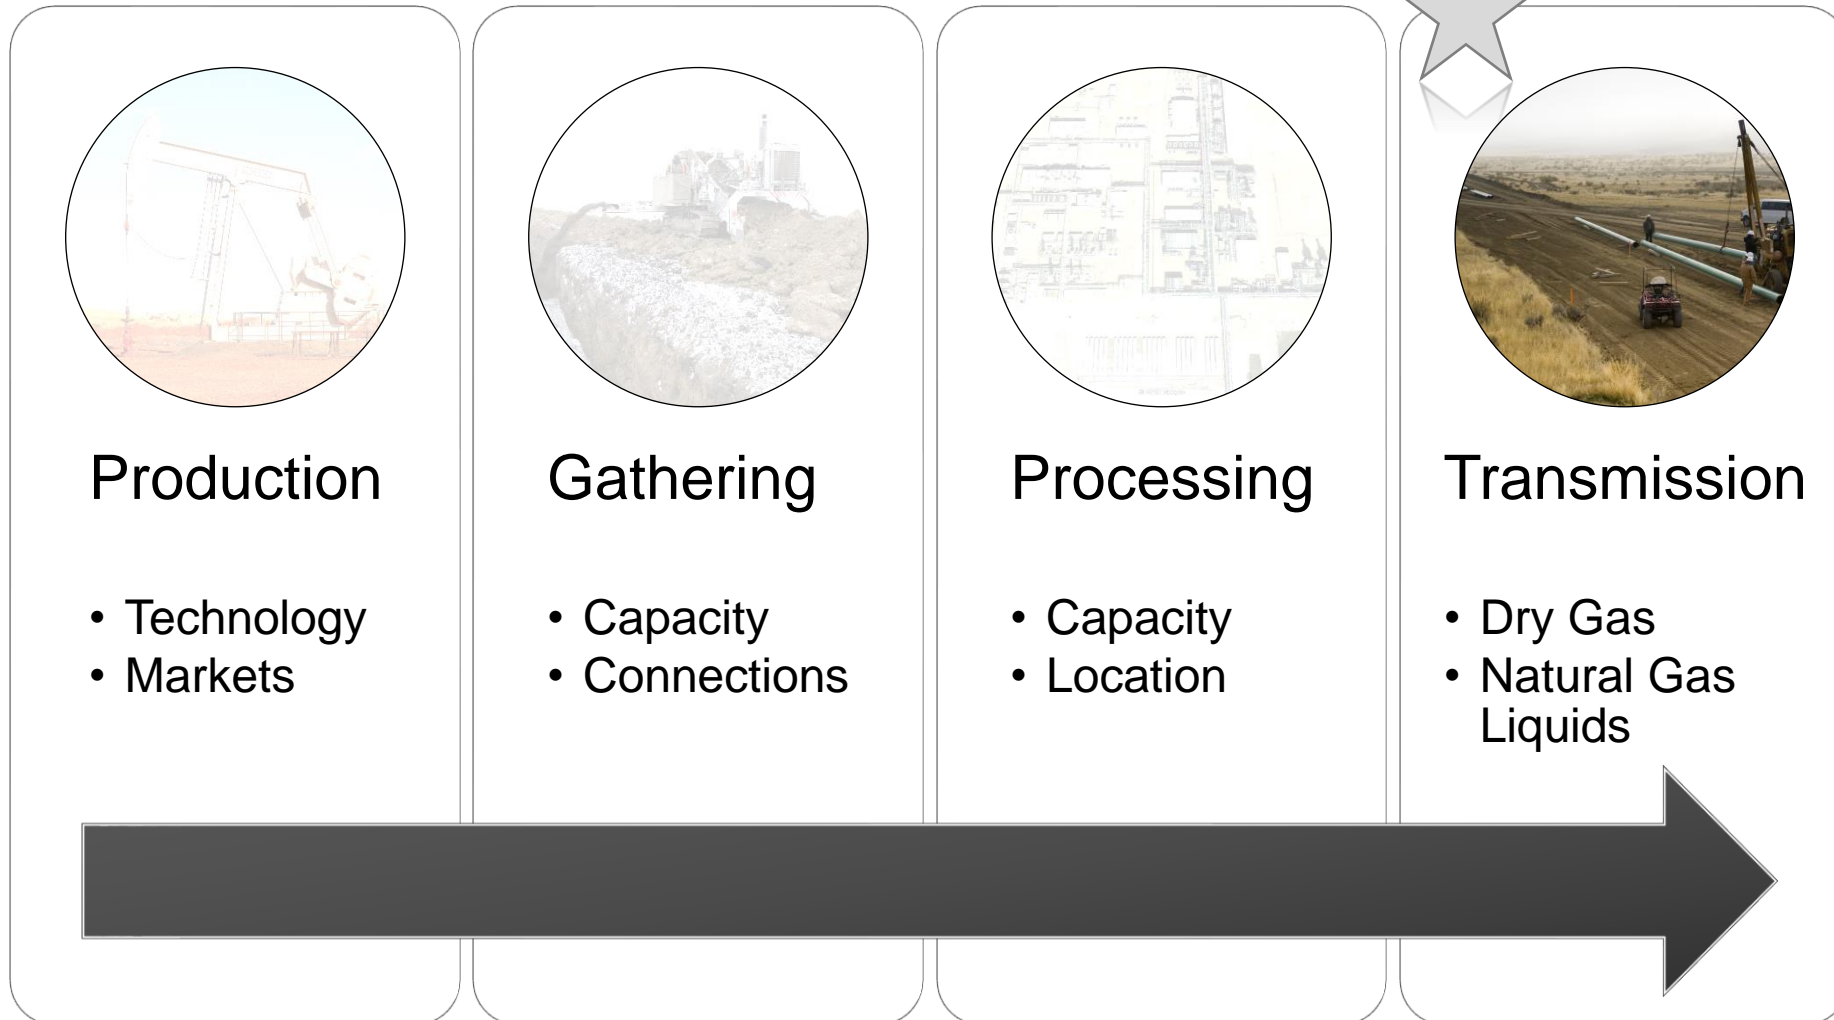 Production
• Technology
• Markets
Gathering
• Capacity
• Connections
Processing
• Capacity
• Location
Transmission
• Dry Gas
• Natural Gas
Liquids